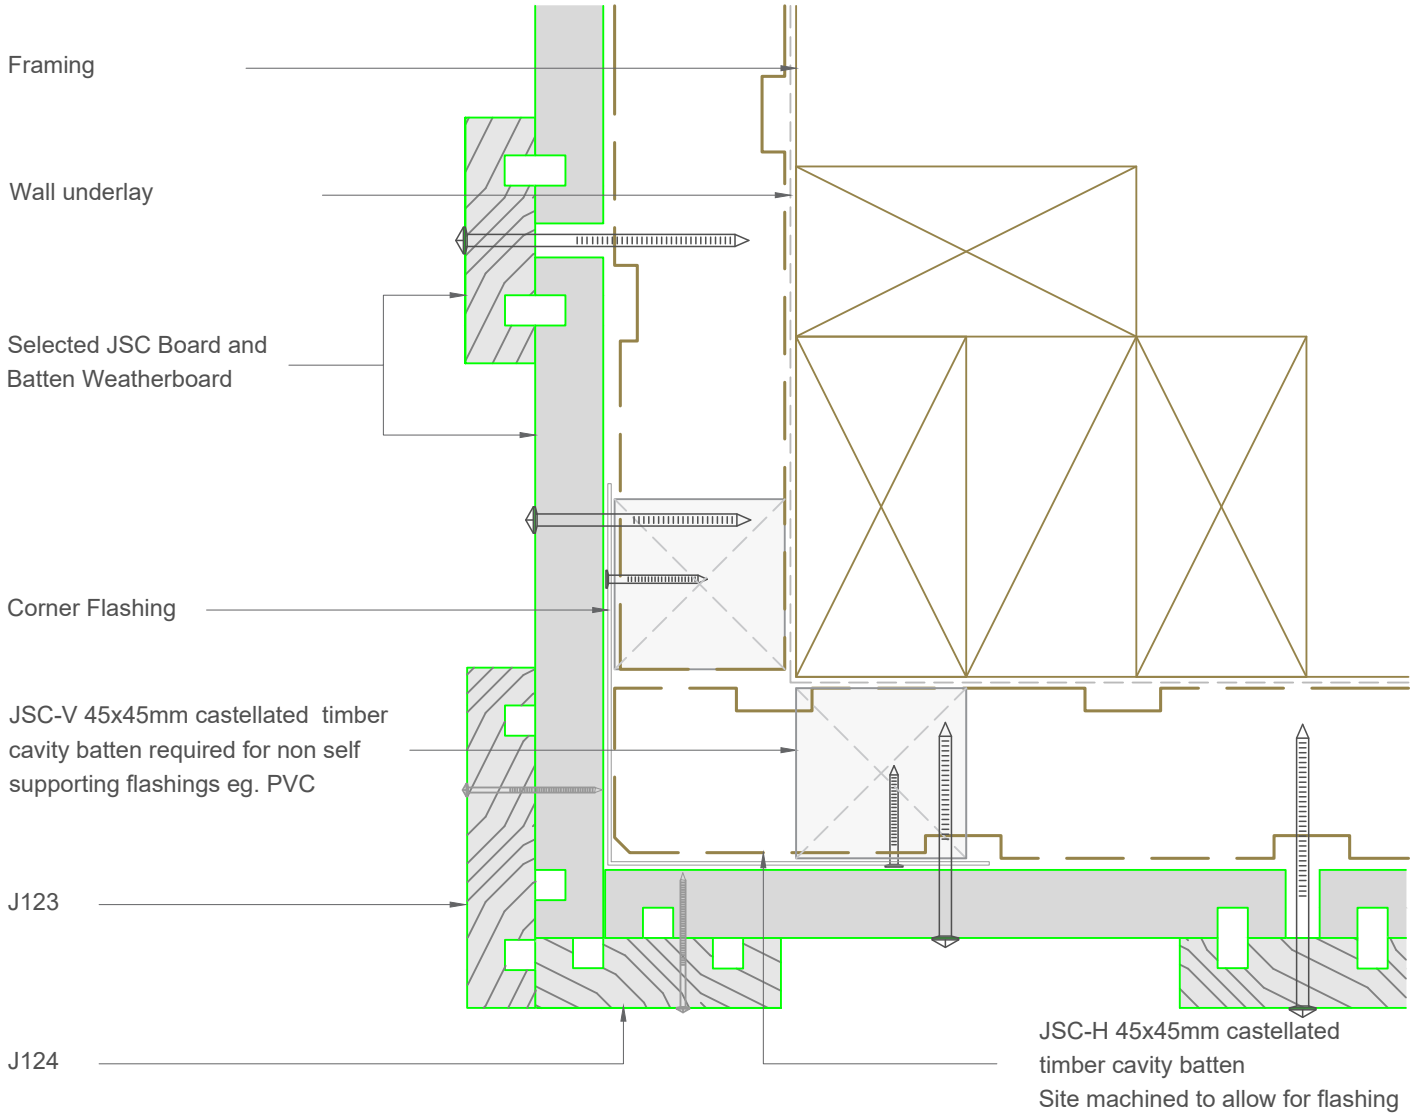 Framing
Wall underlay
Selected JSC Board and
Batten Weatherboard
Corner Flashing
JSC-V 45x45mm castellated  timber
cavity batten required for non self
supporting flashings eg. PVC
J123
J124
JSC-H 45x45mm castellated
timber cavity batten
Site machined to allow for flashing